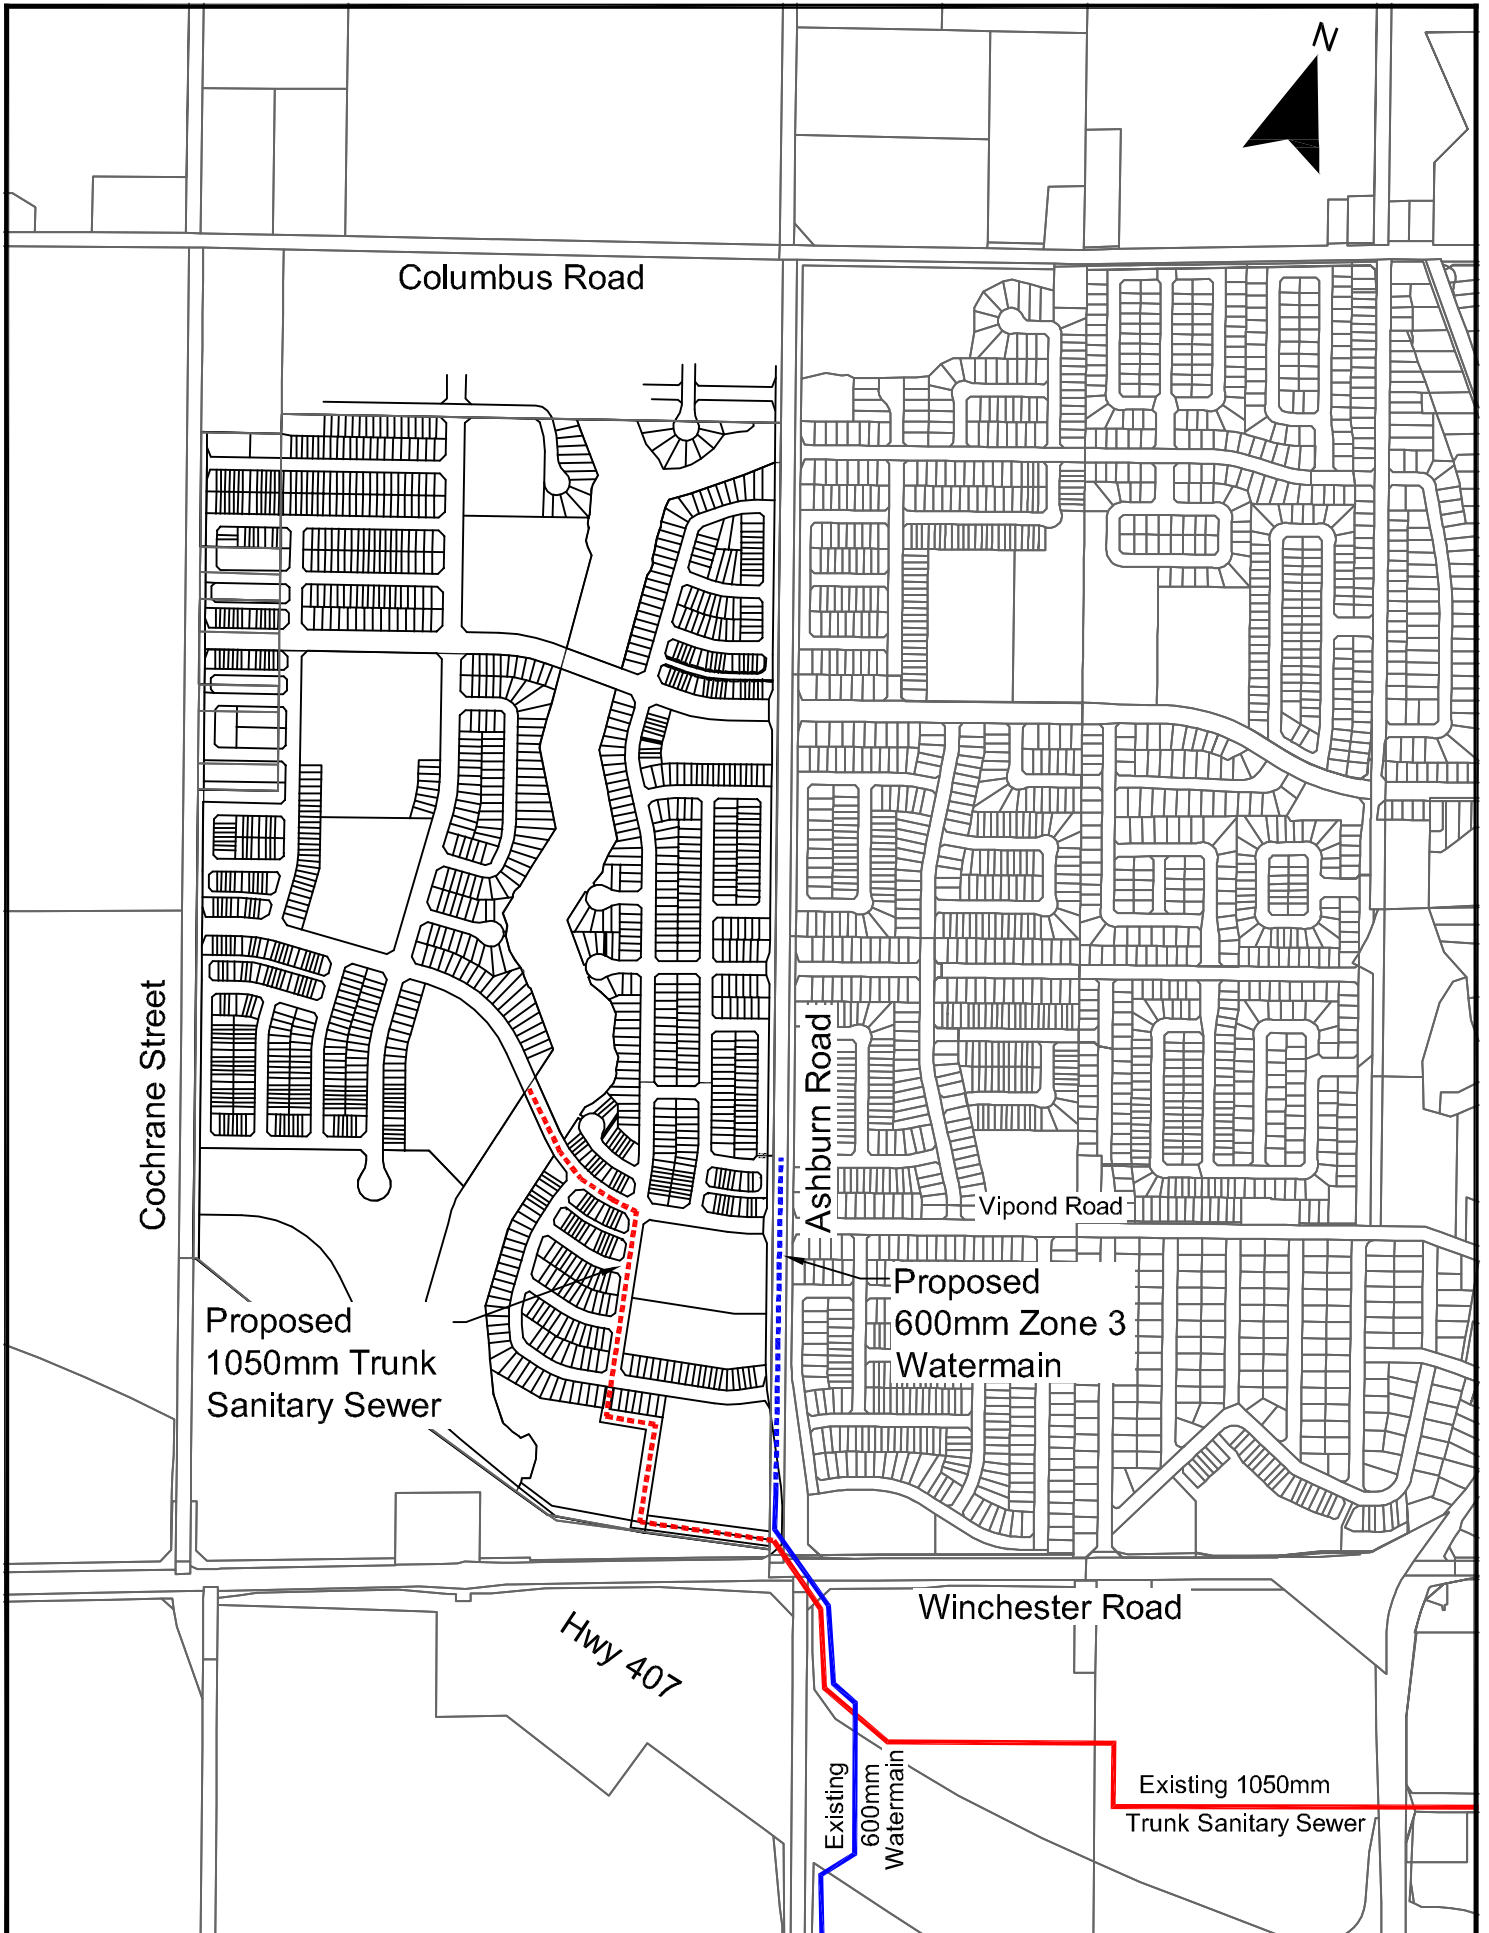 N
Columbus Road
Cochrane Street
Ashburn Road
Vipond Road
Proposed
600mm Zone 3
Watermain
Proposed
1050mm Trunk
Sanitary Sewer
Winchester Road
Hwy 407
Existing
600mm
Watermain
Existing 1050mm
Trunk Sanitary Sewer